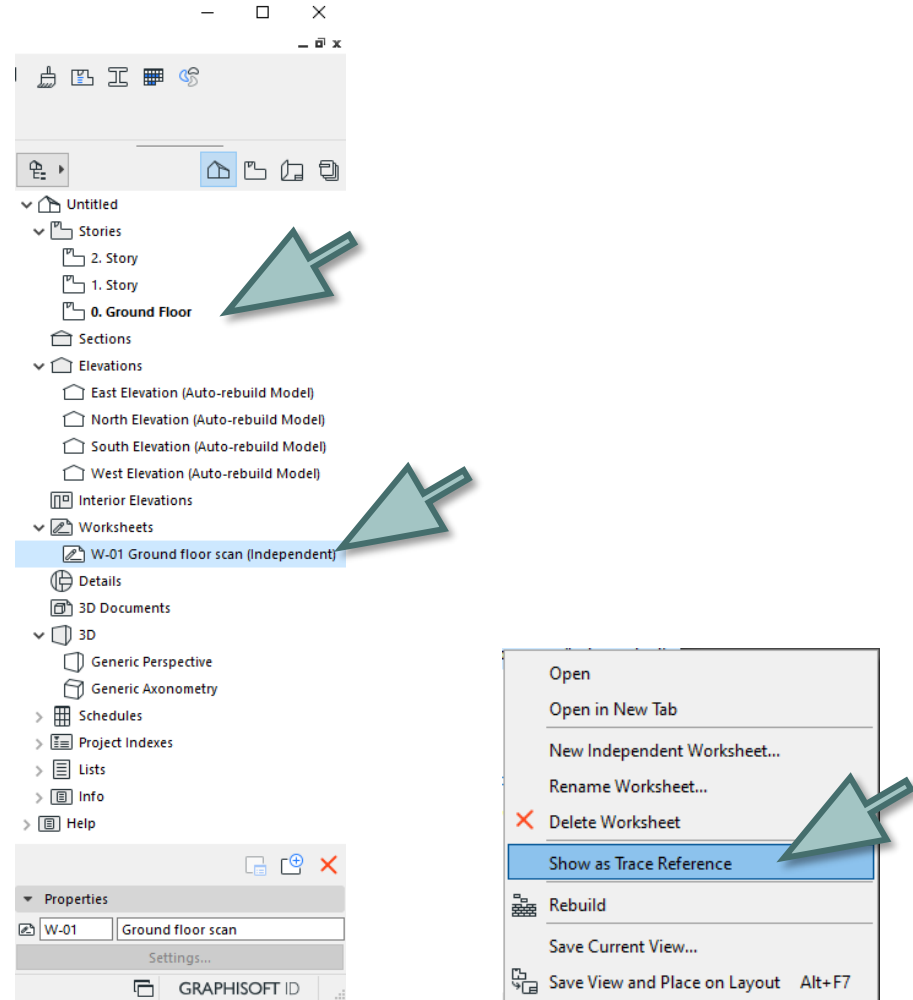 Untitled
Stories
2. Story
1. Story
0. Ground Floor
Sections
Elevations
East Elevation (Auto-rebuild Model)
North Elevation (Auto-rebuild Model)
South Elevation (Auto-rebuild Model)
West Elevation (Auto-rebuild Model)
Interior Elevations
Worksheets
W-01 Ground floor scan (Independent)
Details
3D Documents
3D
Generic Perspective
Generic Axonometry
Schedules
Project Indexes
Lists
Info
Help
Properties
W-01 Ground floor scan
Settings...
GRAPHISOFT ID
Open
Open in New Tab
New Independent Worksheet...
Rename Worksheet...
Delete Worksheet
Show as Trace Reference
Rebuild
Save Current View...
Save View and Place on Layout Alt+F7